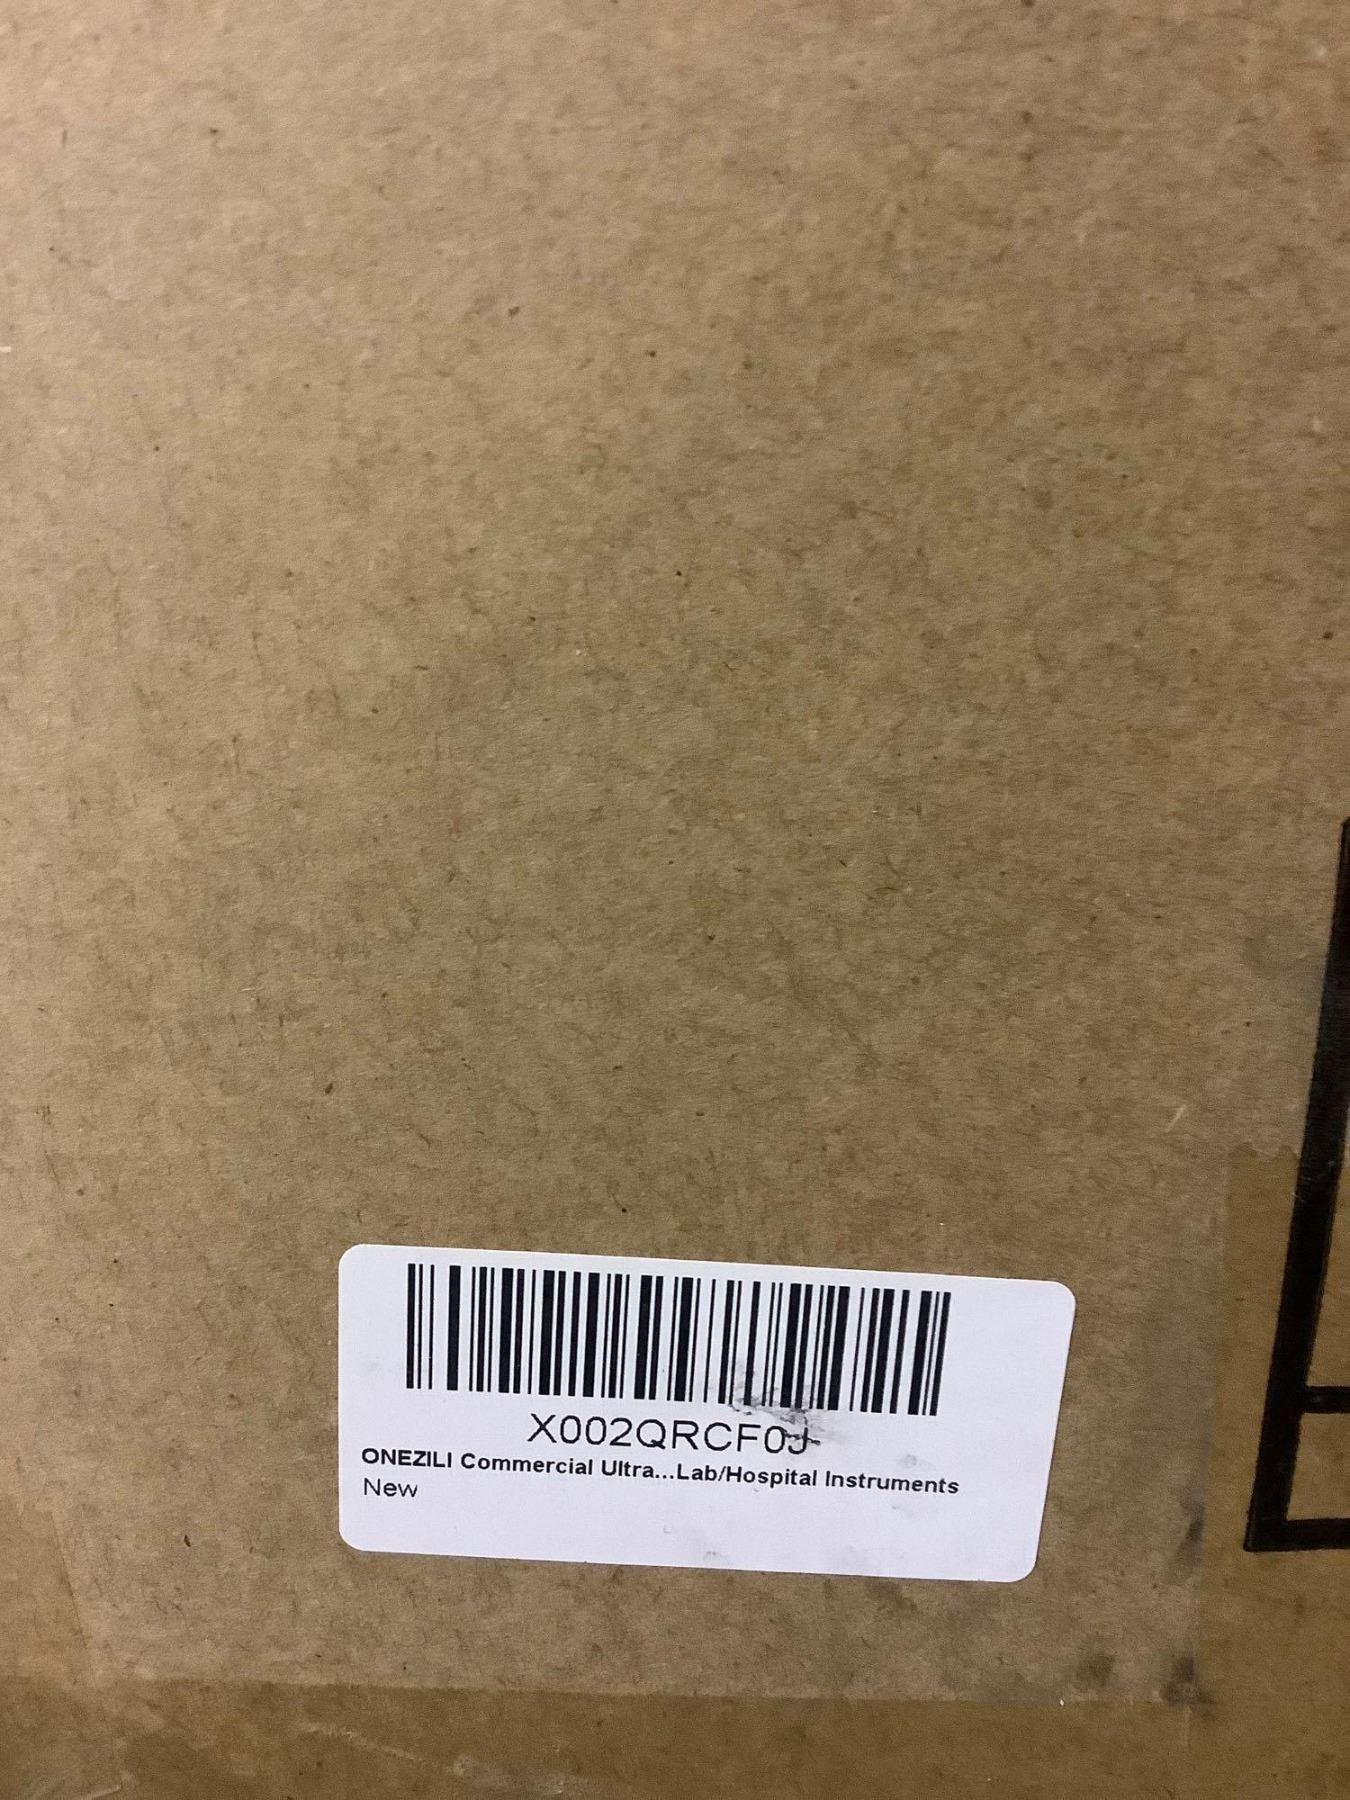 X002QRCF0J
ONEZILI Commercial Ultra...Lab/Hospital Instruments
New